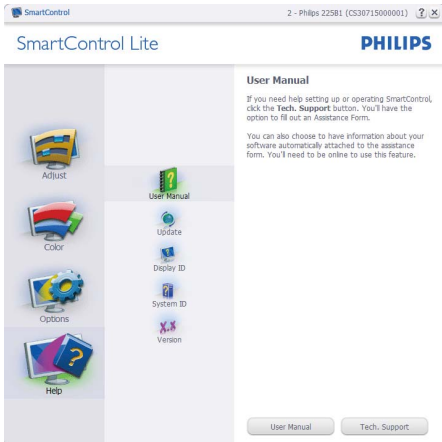 SmartControl
2 - Philips 225B1 (CS30715000001) ? X
SmartControl Lite
PHILIPS
Adjust
Color
Options
Help
User Manual
Update
Display ID
System ID
X.X
Version
User Manual
If you need help setting up or operating SmartControl,
click the Tech. Support button. You'll have the
option to fill out an Assistance Form.
You can also choose to have information about your
software automatically attached to the assistance
form. You'll need to be online to use this feature.
User Manual
Tech. Support